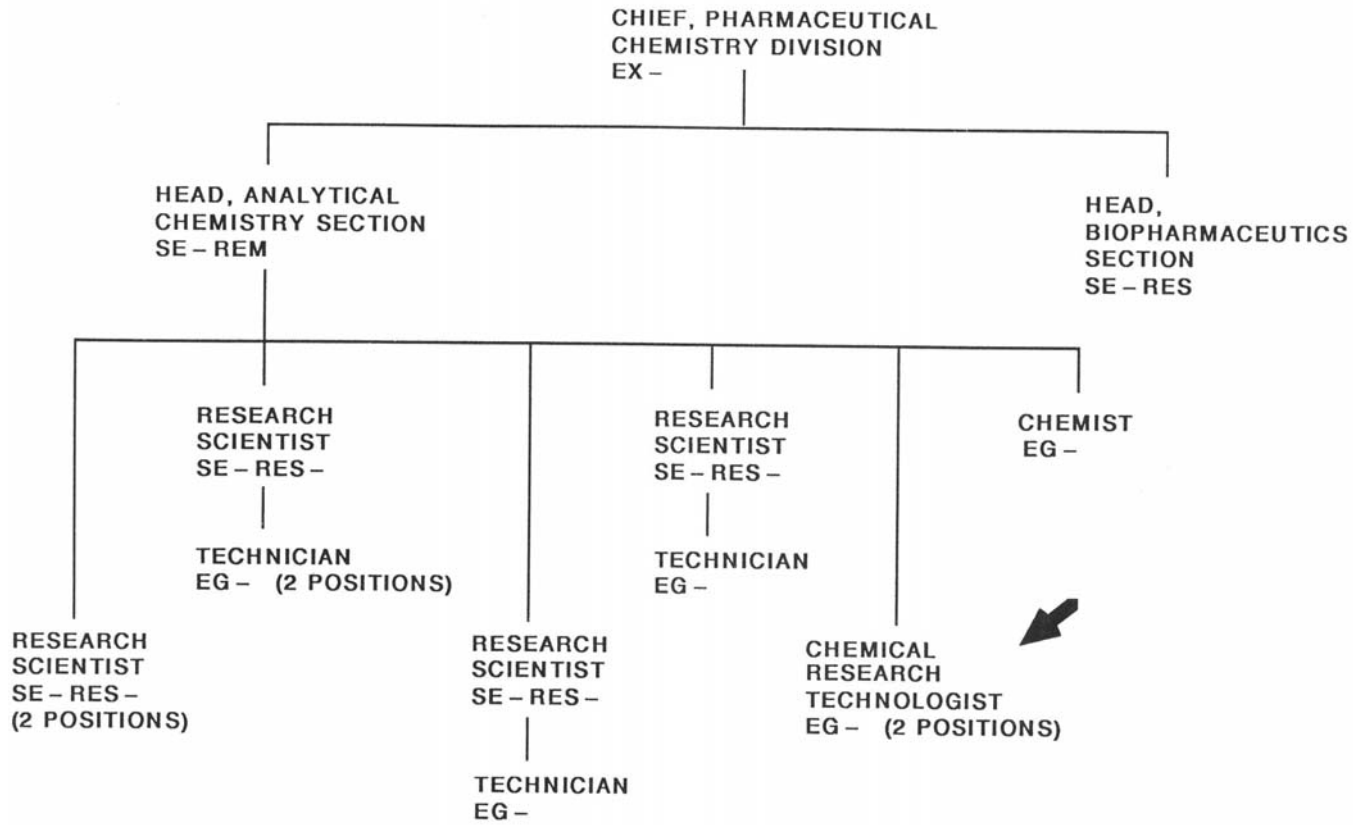 CHIEF, PHARMACEUTICAL
CHEMISTRY DIVISION
EX –
HEAD, ANALYTICAL
CHEMISTRY SECTION
SE – REM
HEAD,
BIOPHARMACEUTICS
SECTION
SE – RES
RESEARCH
SCIENTIST
SE – RES –
(2 POSITIONS)
RESEARCH
SCIENTIST
SE – RES –
TECHNICIAN
EG – (2 POSITIONS)
RESEARCH
SCIENTIST
SE – RES –
TECHNICIAN
EG –
RESEARCH
SCIENTIST
SE – RES –
TECHNICIAN
EG –
CHEMICAL
RESEARCH
TECHNOLOGIST
EG – (2 POSITIONS)
CHEMIST
EG –